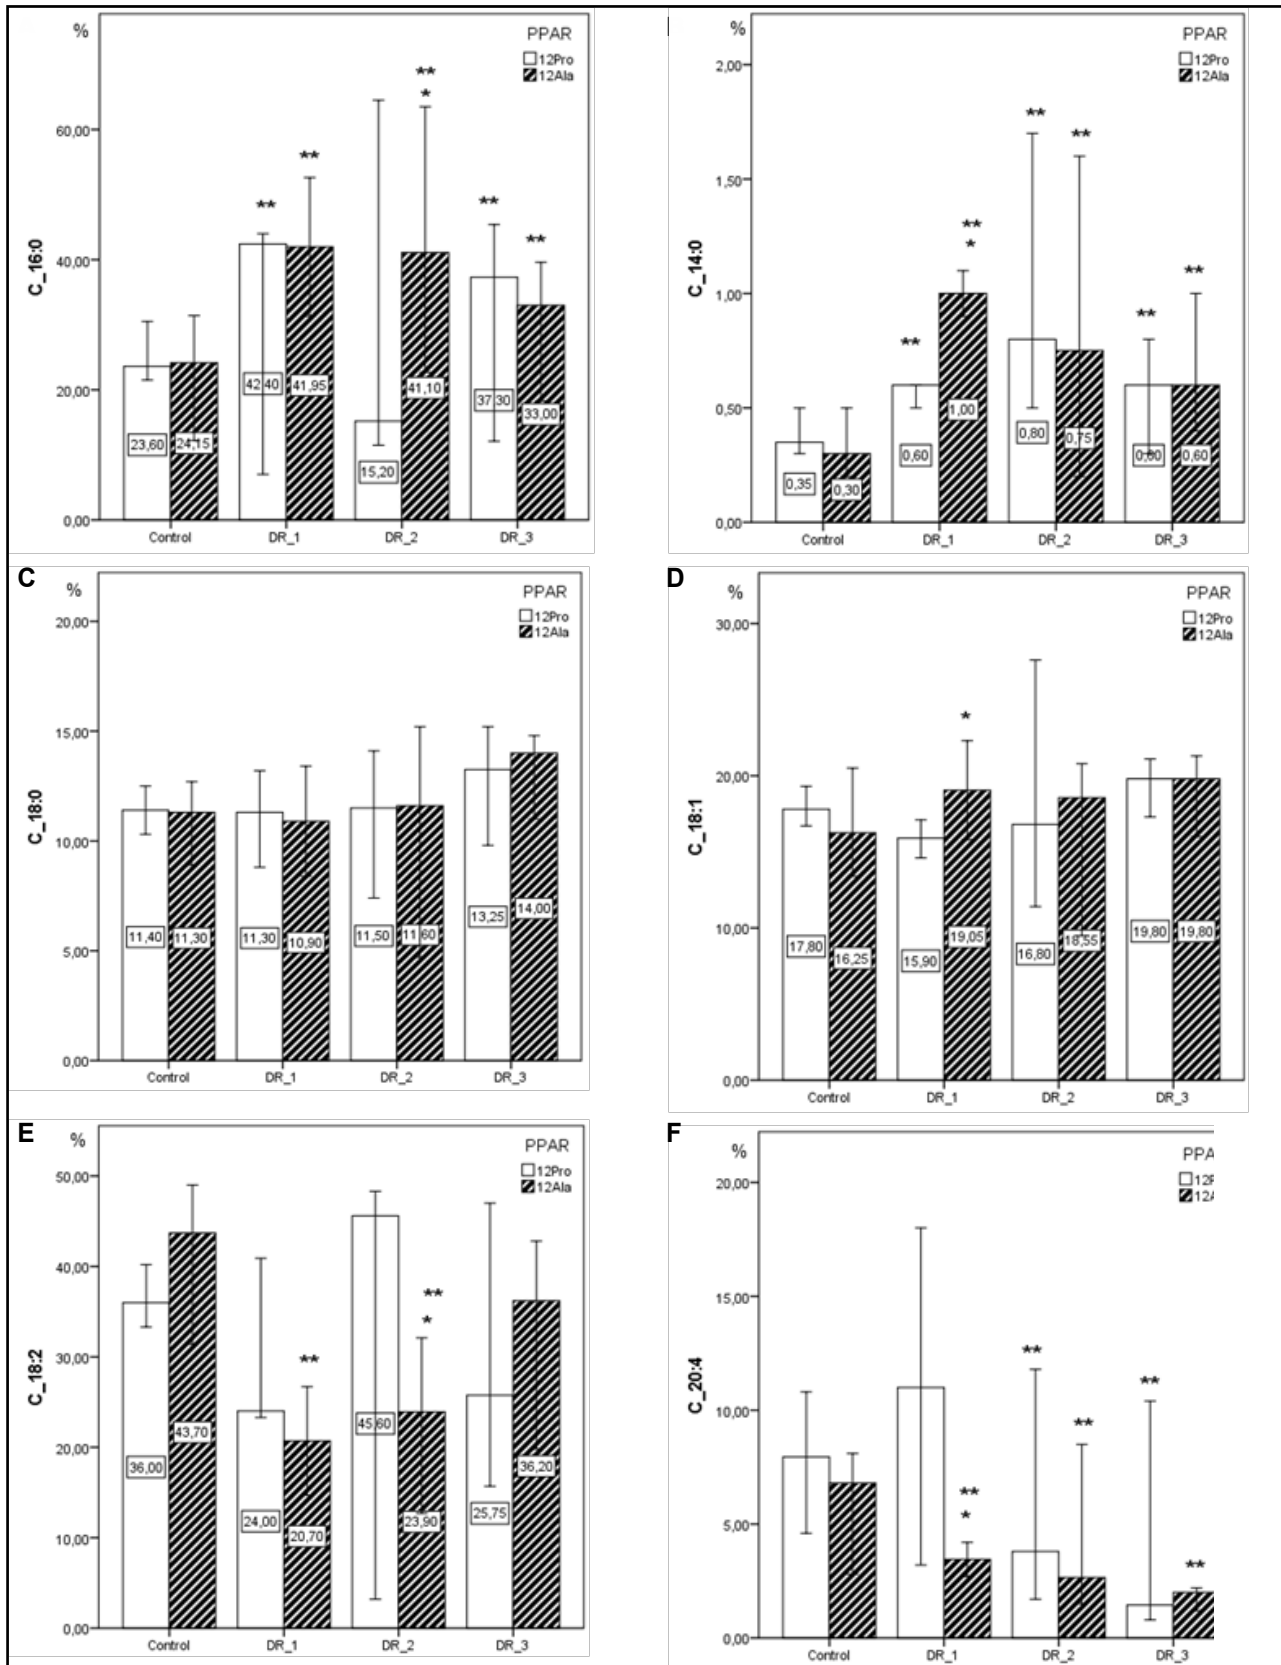 %
PPAR
12Pro
12Ala
60,00
40,00
20,00
0,00
C_16:0
**
**
**
*
**
**
23,60
24,15
42,40
41,95
15,20
41,10
37,30
33,00
Control DR_1 DR_2 DR_3
%
PPAR
12Pro
12Ala
2,00
1,50
1,00
0,50
0,00
C_14:0
**
**
*
**
**
**
**
0,35
0,30
0,60
1,00
0,80
0,75
0,60
0,60
Control DR_1 DR_2 DR_3
C
%
PPAR
12Pro
12Ala
20,00
15,00
10,00
5,00
0,00
C_18:0
11,40
11,30
11,30
10,90
11,50
11,60
13,25
14,00
Control DR_1 DR_2 DR_3
D
%
PPAR
12Pro
12Ala
30,00
20,00
10,00
0,00
C_18:1
*
17,80
16,25
15,90
19,05
16,80
18,55
19,80
19,80
Control DR_1 DR_2 DR_3
E
%
PPAR
12Pro
12Ala
50,00
40,00
30,00
20,00
10,00
0,00
C_18:2
**
**
*
36,00
43,70
24,00
20,70
45,60
23,90
25,75
36,20
Control DR_1 DR_2 DR_3
F
%
PPA
12P
12A
20,00
15,00
10,00
5,00
0,00
C_20:4
**
*
**
**
**
**
Control DR_1 DR_2 DR_3